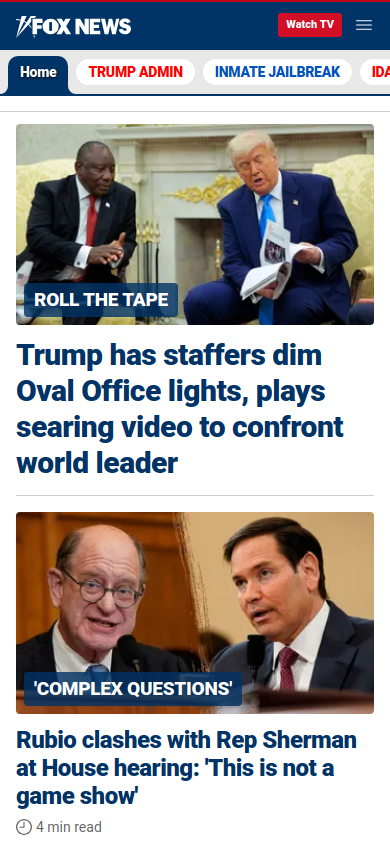 FOX NEWS
Watch TV
Home
TRUMP ADMIN
INMATE JAILBREAK
IDA
ROLL THE TAPE
Trump has staffers dim
Oval Office lights, plays
searing video to confront
world leader
'COMPLEX QUESTIONS'
Rubio clashes with Rep Sherman
at House hearing: 'This is not a
game show'
4 min read